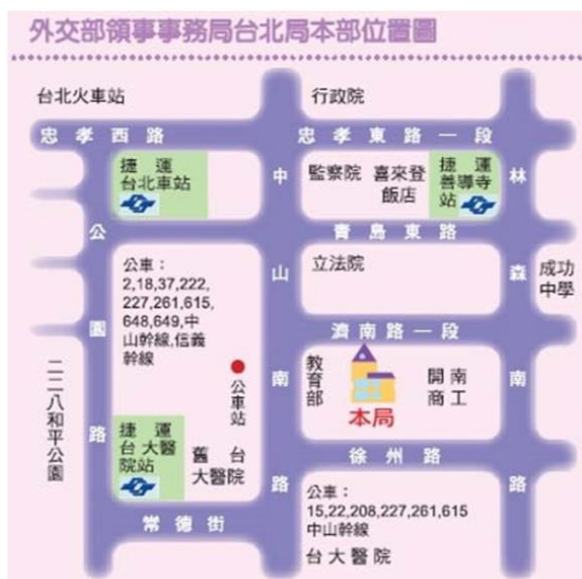 外交部領事事務局台北局本部位置圖
台北火車站
行政院
忠孝西路
忠孝東路一段
捷運
台北車站
中山南路
監察院
喜來登
飯店
捷運
善導寺
站
林森南路
公園路
青島東路
公車：
2,18,37,222,
227,261,615,
648,649,中
山幹線,信義
幹線
立法院
成功
中學
濟南路一段
二二八和平公園
公車站
教育部
開南
商工
本局
捷運
台大醫
院站
舊台
大醫院
徐州路
常德街
公車：
15,22,208,227,261,615
中山幹線
台大醫院